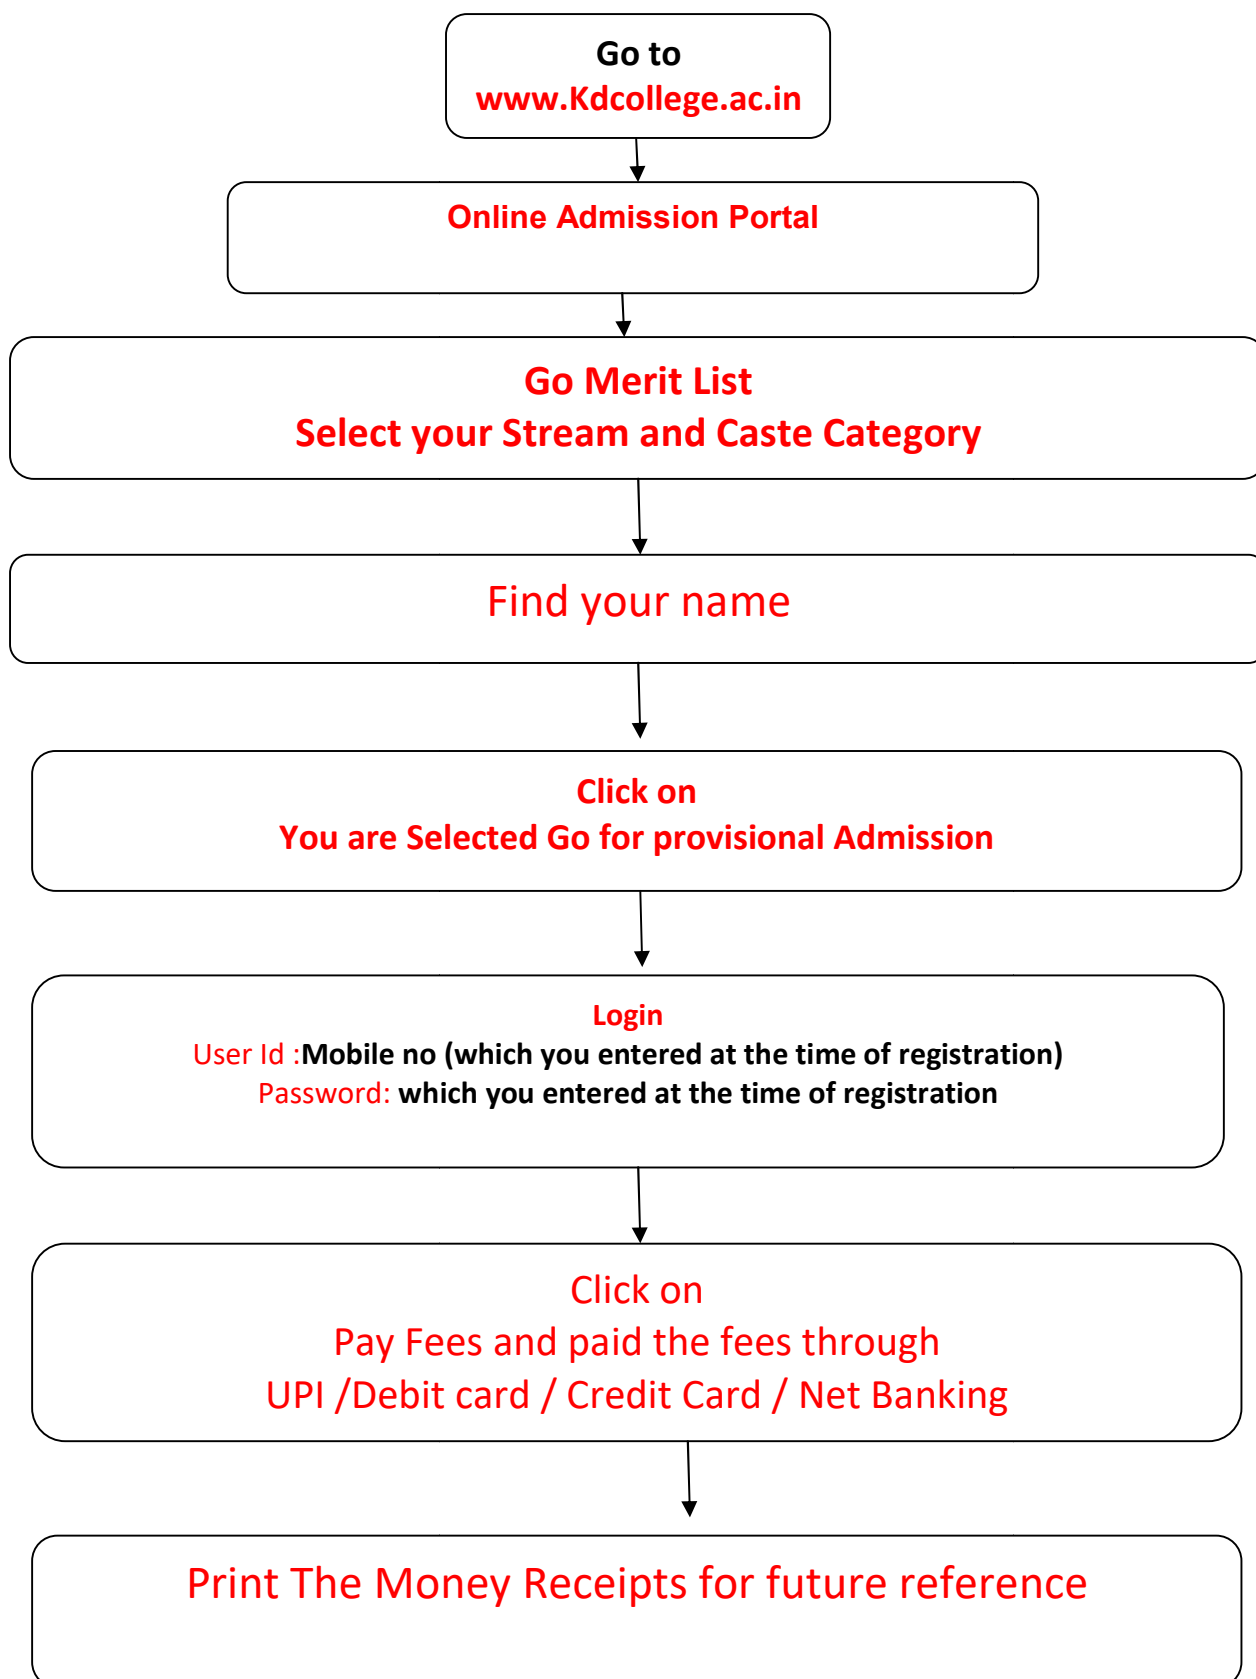 Go to
www.Kdcollege.ac.in
Online Admission Portal
Go Merit List
Select your Stream and Caste Category
Find your name
Click on
You are Selected Go for provisional Admission
Login
User Id :Mobile no (which you entered at the time of registration)
Password: which you entered at the time of registration
Click on
Pay Fees and paid the fees through
UPI /Debit card / Credit Card / Net Banking
Print The Money Receipts for future reference